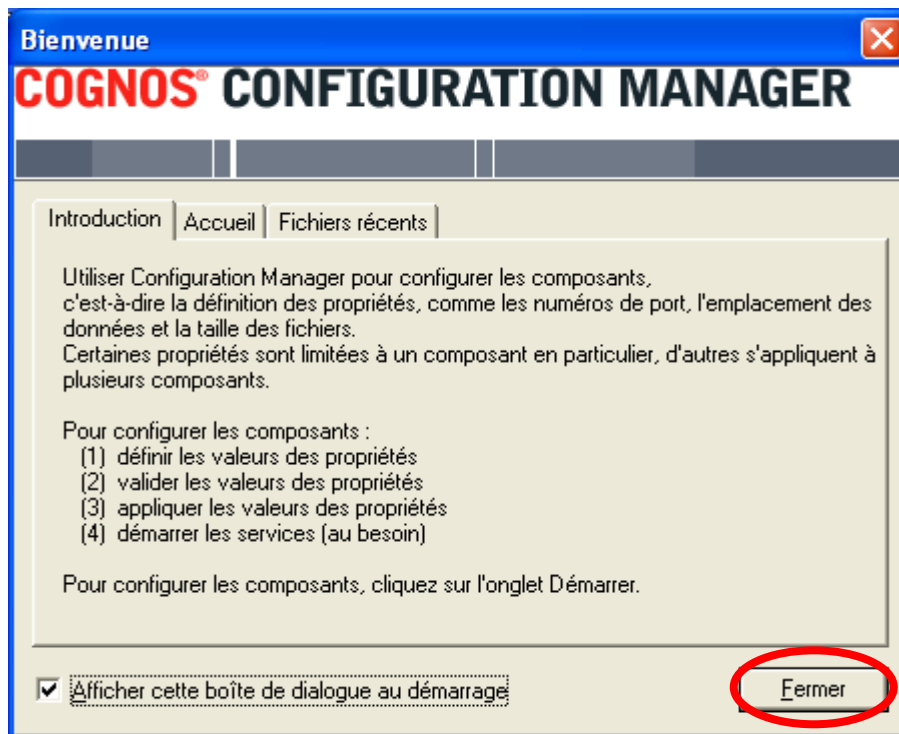 Bienvenue
COGNOS® CONFIGURATION MANAGER
Introduction Accueil Fichiers récents
Utiliser Configuration Manager pour configurer les composants,
c'est-à-dire la définition des propriétés, comme les numéros de port, l'emplacement des
données et la taille des fichiers.
Certaines propriétés sont limitées à un composant en particulier, d'autres s'appliquent à
plusieurs composants.
Pour configurer les composants :
(1) définir les valeurs des propriétés
(2) valider les valeurs des propriétés
(3) appliquer les valeurs des propriétés
(4) démarrer les services (au besoin)
Pour configurer les composants, cliquez sur l'onglet Démarrer.
Afficher cette boîte de dialogue au démarrage
Fermer